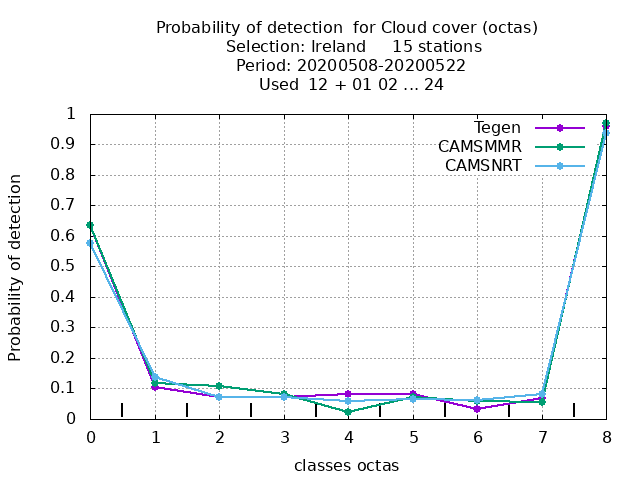 Probability of detection  for Cloud cover (octas)
Selection: Ireland     15 stations
Period: 20200508-20200522
Used  12 + 01 02 ... 24
Tegen
CAMSMMR
CAMSNRT
Probability of detection
1
0.9
0.8
0.7
0.6
0.5
0.4
0.3
0.2
0.1
0
0 1 2 3 4 5 6 7 8
classes octas